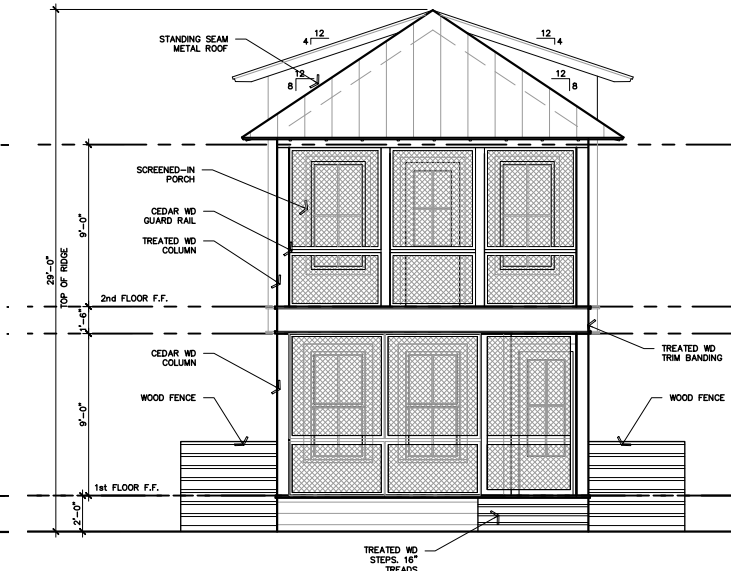 12
4
12
4
STANDING SEAM
METAL ROOF
12
8
12
8
SCREENED-IN
PORCH
CEDAR WD
GUARD RAIL
TREATED WD
COLUMN
9'-0"
29'-0"
TOP OF RIDGE
2nd FLOOR F.F.
1'-6"
TREATED WD
TRIM BANDING
CEDAR WD
COLUMN
WOOD FENCE
WOOD FENCE
9'-0"
1st FLOOR F.F.
2'-0"
TREATED WD
STEPS. 16"
TREADS